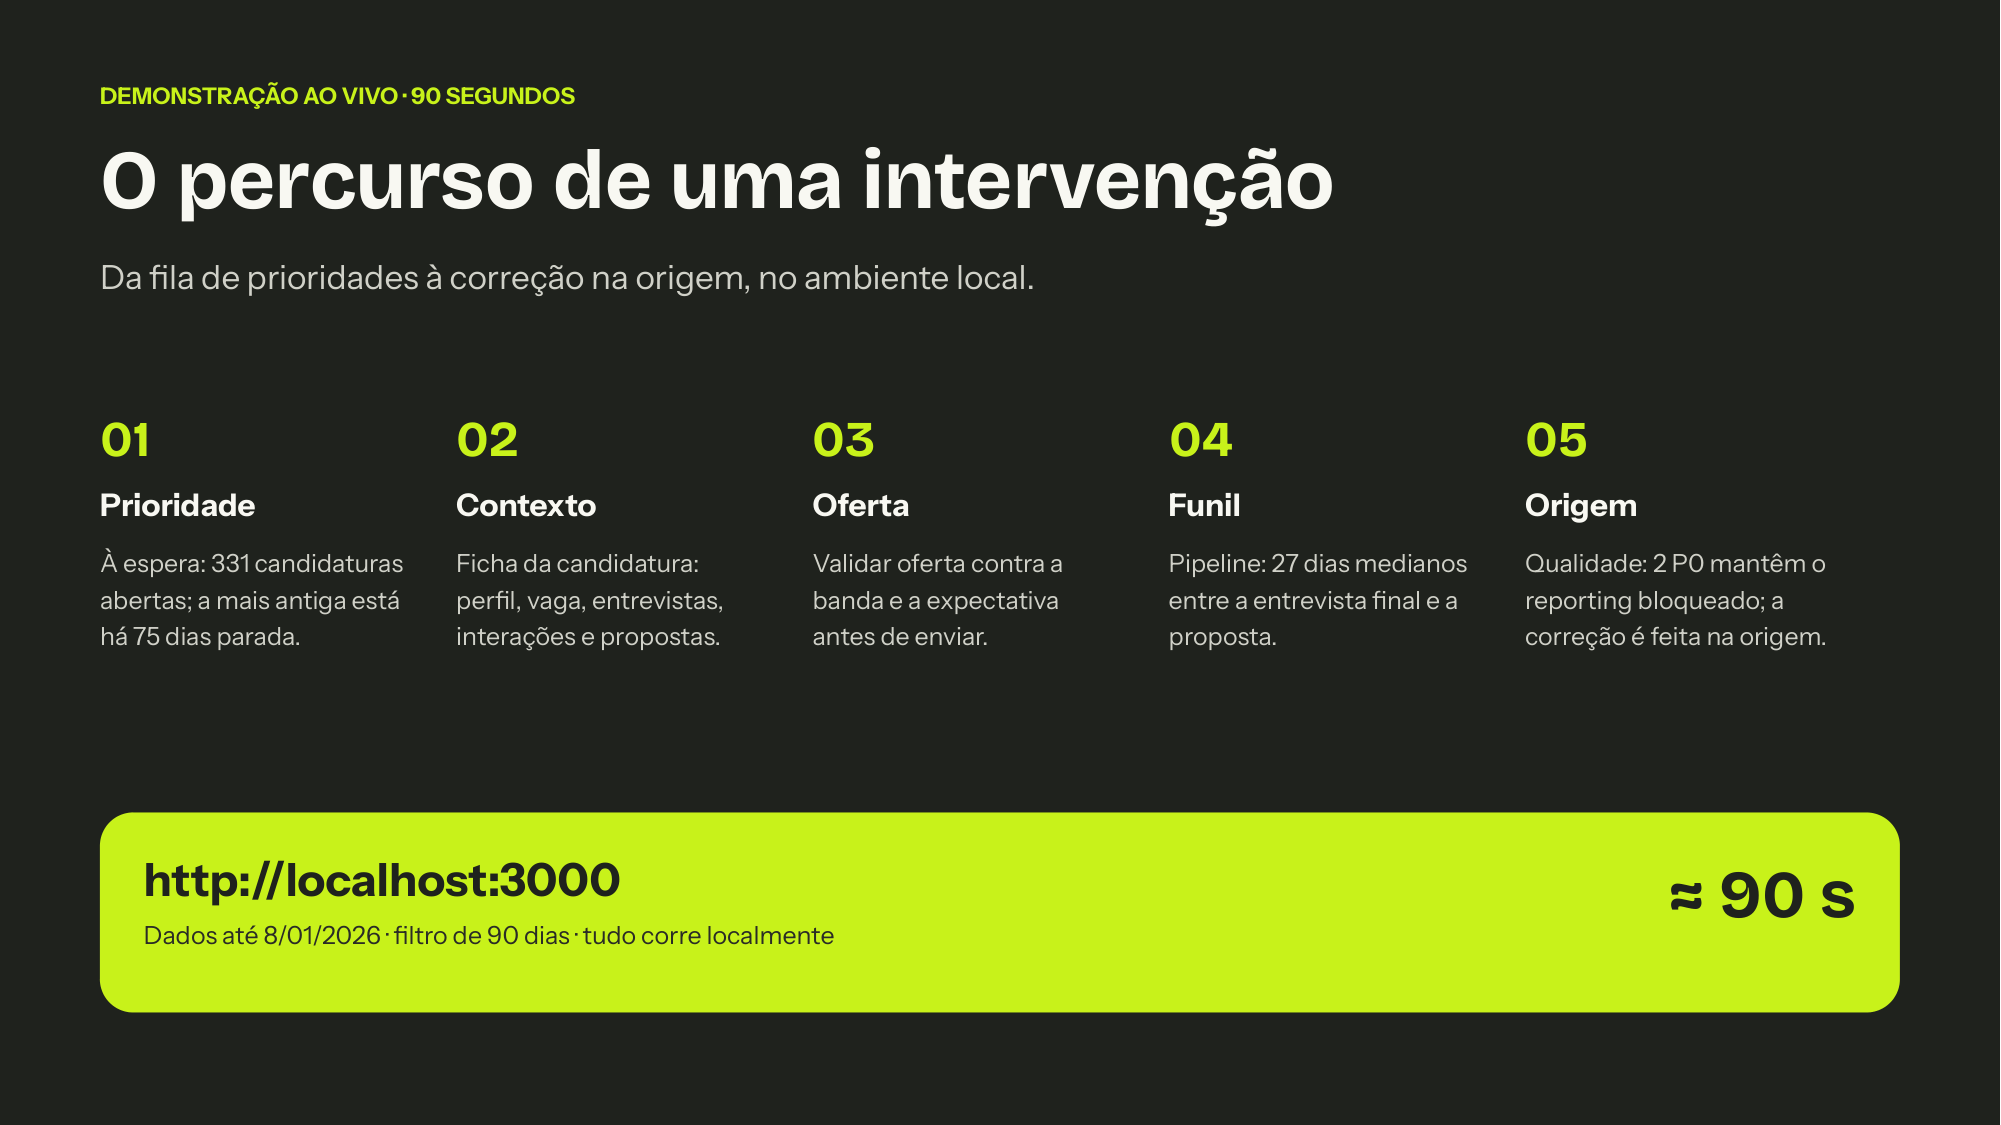 DEMONSTRAÇÃO AO VIVO · 90 SEGUNDOS
O percurso de uma intervenção
Da fila de prioridades à correção na origem, no ambiente local.
01
Prioridade
À espera: 331 candidaturas
abertas; a mais antiga está
há 75 dias parada.
02
Contexto
Ficha da candidatura:
perfil, vaga, entrevistas,
interações e propostas.
03
Oferta
Validar oferta contra a
banda e a expectativa
antes de enviar.
04
Funil
Pipeline: 27 dias medianos
entre a entrevista final e a
proposta.
05
Origem
Qualidade: 2 P0 mantêm o
reporting bloqueado; a
correção é feita na origem.
http://localhost:3000
Dados até 8/01/2026 · filtro de 90 dias · tudo corre localmente
≈ 90 s